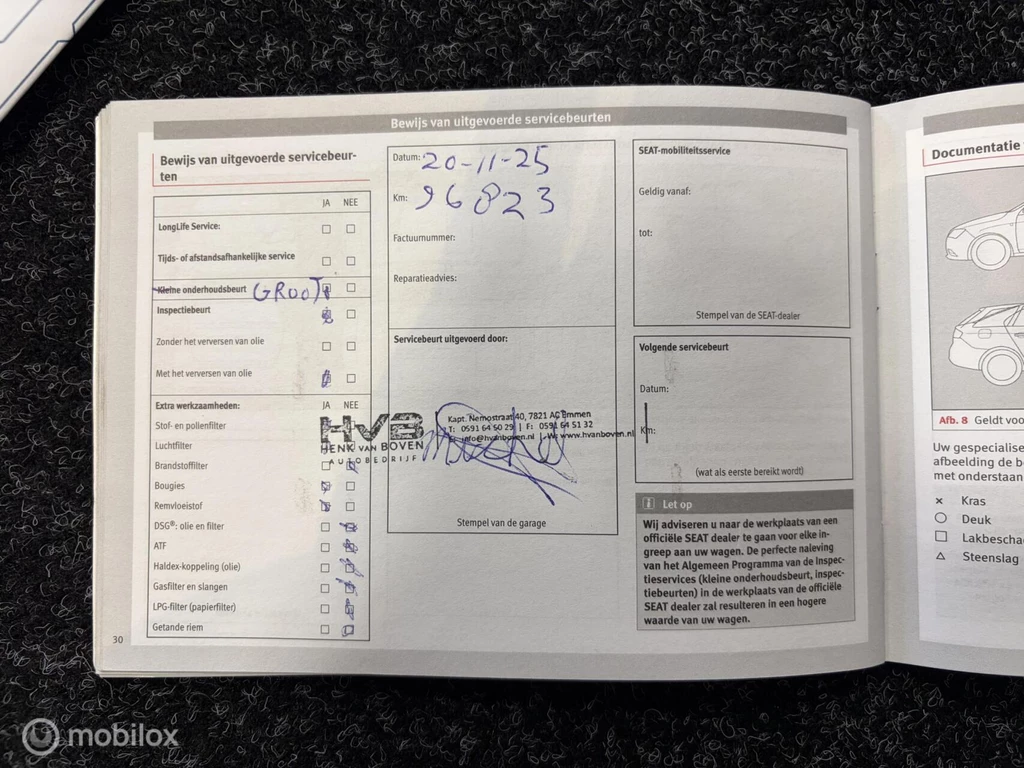 Bewijs van uitgevoerde servicebeurten
Bewijs van uitgevoerde servicebeur-
ten
JA NEE
LongLife Service:
Tijds- of afstandsafhankelijke service
Kleine onderhoudsbeurt GROOT
Inspectiebeurt
Zonder het verversen van olie
Met het verversen van olie
Extra werkzaamheden: JA NEE
Stof- en pollenfilter
Luchtfilter
Brandstoffilter
Bougies
Remvloeistof
DSG®: olie en filter
ATF
Haldex-koppeling (olie)
Gasfilter en slangen
LPG-filter (papierfilter)
Getande riem
30
Datum: 20-11-25
Km: 96823
Factuurnummer:
Reparatieadvies:
Servicebeurt uitgevoerd door:
HVB
HENK VAN BOVEN
AUTOBEDRIJF
Kapt. Nemostraat 40, 7821 AC Emmen
T: 0591 64 50 29 | F: 0591 64 51 32
E: info@hvanboven.nl | W: www.hvanboven.nl
Stempel van de garage
SEAT-mobiliteitsservice
Geldig vanaf:
tot:
Stempel van de SEAT-dealer
Volgende servicebeurt
Datum:
Km:
(wat als eerste bereikt wordt)
i Let op
Wij adviseren u naar de werkplaats van een
officiële SEAT dealer te gaan voor elke in-
greep aan uw wagen. De perfecte naleving
van het Algemeen Programma van de Inspec-
tieservices (kleine onderhoudsbeurt, inspec-
tiebeurten) in de werkplaats van de officiële
SEAT dealer zal resulteren in een hogere
waarde van uw wagen.
Documentatie
Afb. 8 Geldt voo
Uw gespecialise
afbeelding de b
met onderstaan
Kras
Deuk
Lakbescha
Steenslag
mobilox